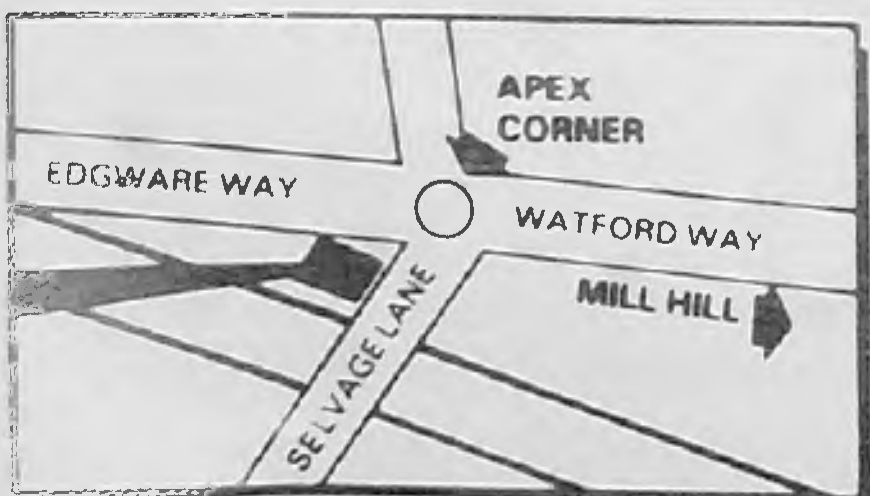 APEX
CORNER
EDGWARE WAY
WATFORD WAY
MILL HILL
SELVAGE LANE